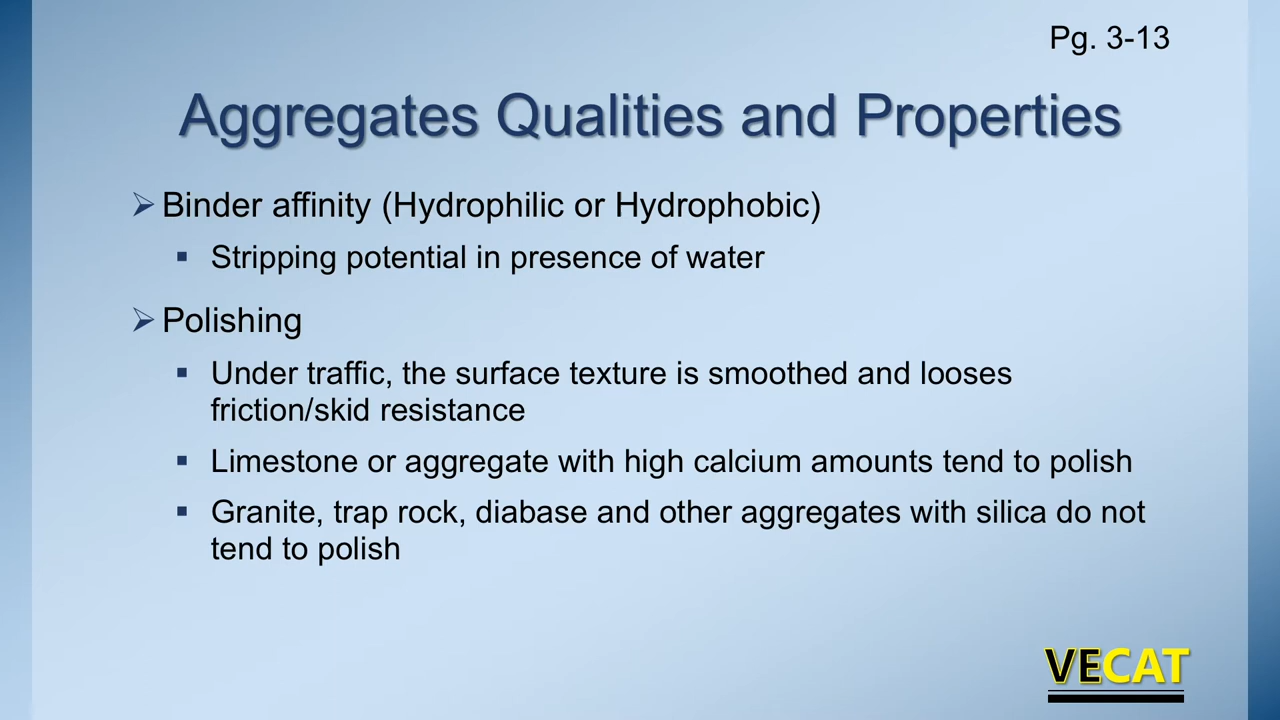 Pg. 3-13
Aggregates Qualities and Properties
Binder affinity (Hydrophilic or Hydrophobic)
Stripping potential in presence of water
Polishing
Under traffic, the surface texture is smoothed and looses
friction/skid resistance
Limestone or aggregate with high calcium amounts tend to polish
Granite, trap rock, diabase and other aggregates with silica do not
tend to polish
VECAT